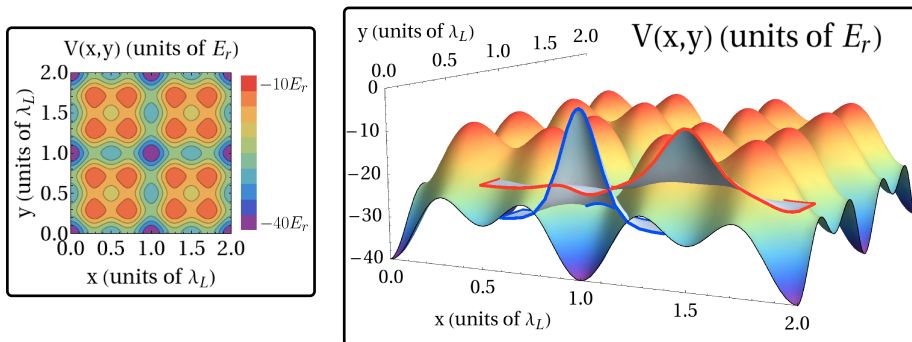 V(x,y) (units of E_r)
2.0
1.5
1.0
0.5
0.0
y (units of λ_L)
0.0 0.5 1.0 1.5 2.0
x (units of λ_L)
−10E_r
−40E_r
V(x,y) (units of E_r)
y (units of λ_L)
0.0 0.5 1.0 1.5 2.0
0
−10
−20
−30
−40
0.0 0.5 1.0 1.5 2.0
x (units of λ_L)